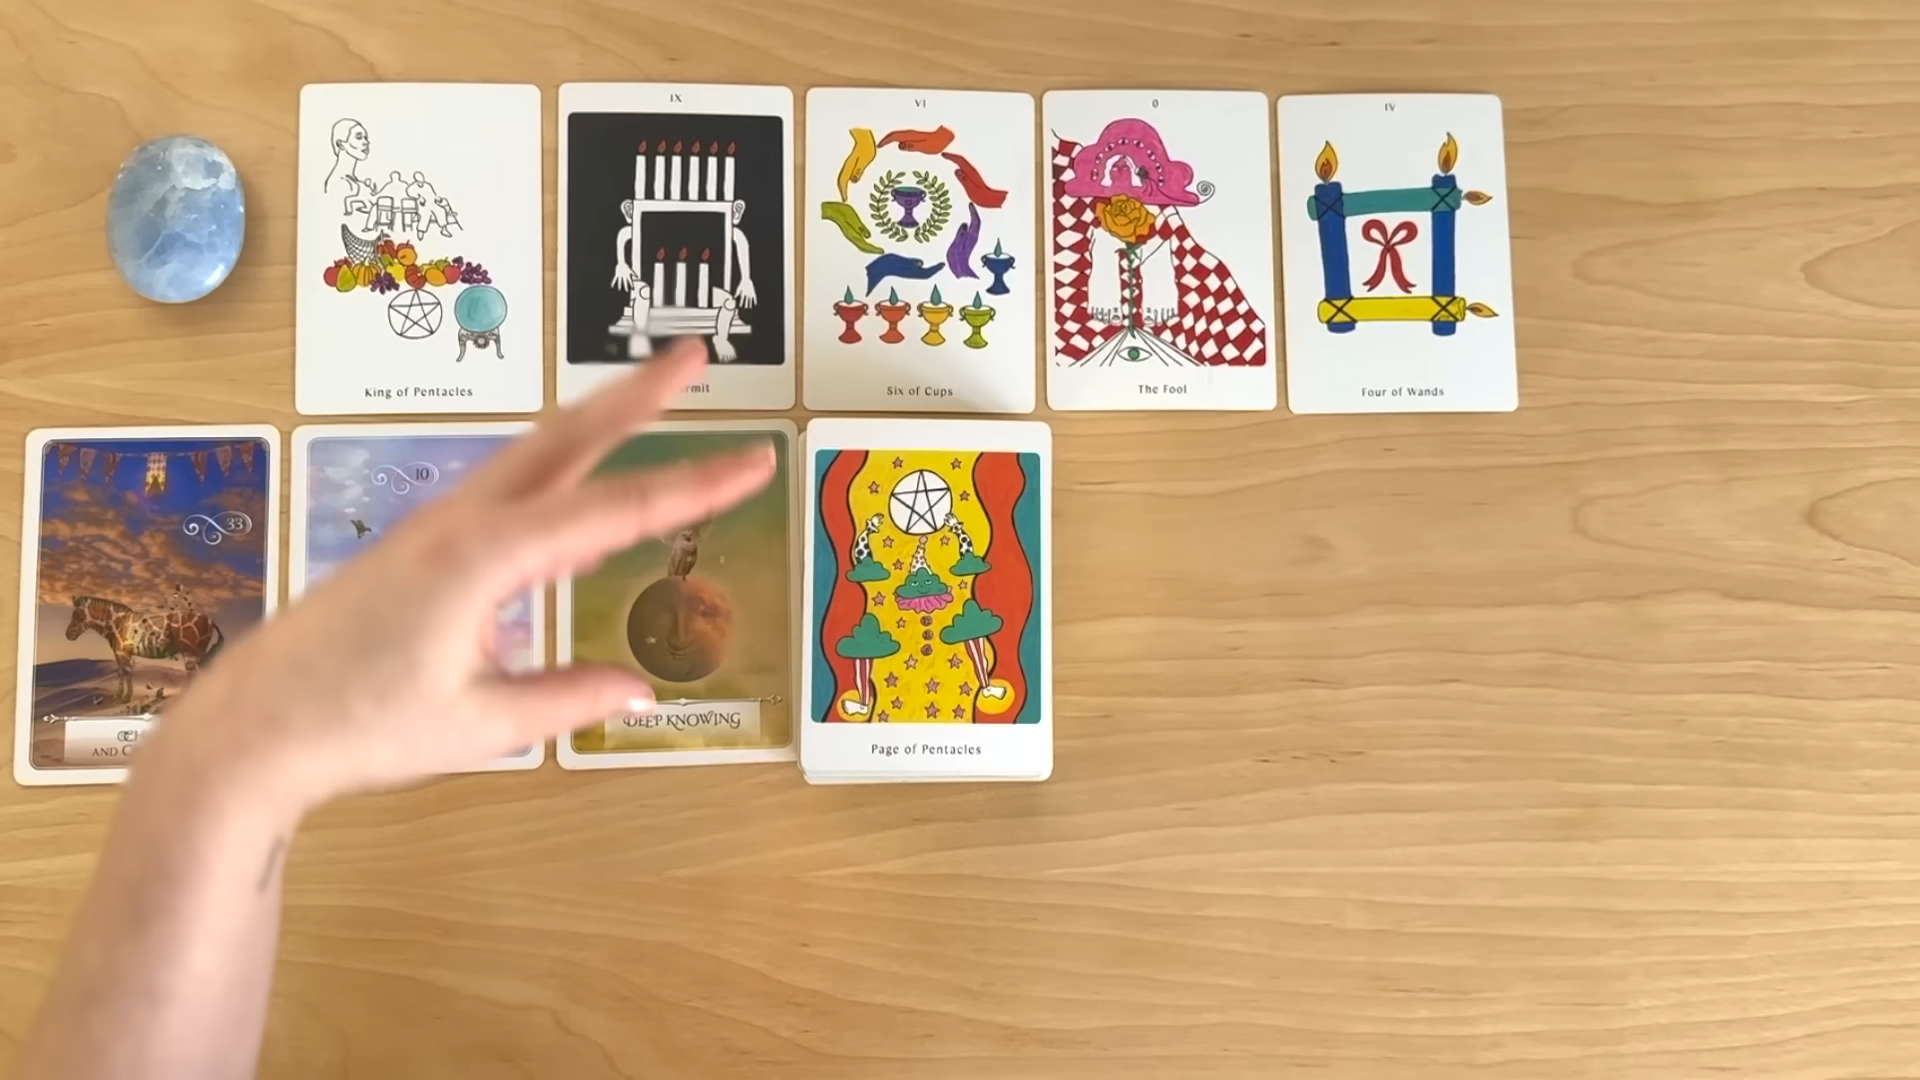 IX
VI
0
IV
King of Pentacles
Six of Cups
The Fool
Four of Wands
33
10
AND
DEEP KNOWING
Page of Pentacles